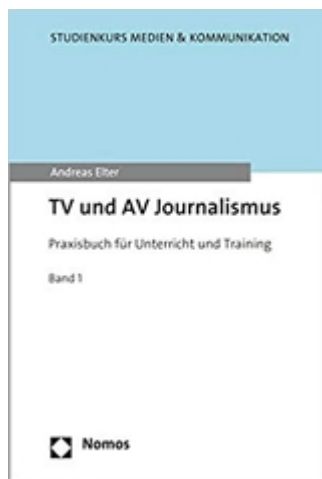 STUDIENKURS MEDIEN & KOMMUNIKATION
Andreas Elter
TV und AV Journalismus
Praxisbuch für Unterricht und Training
Band 1
Nomos